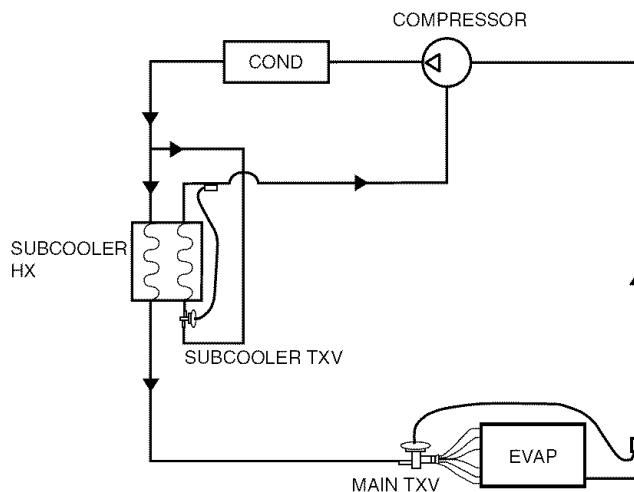 COMPRESSOR
COND
SUBCOOLER
HX
SUBCOOLER TXV
EVAP
MAIN TXV